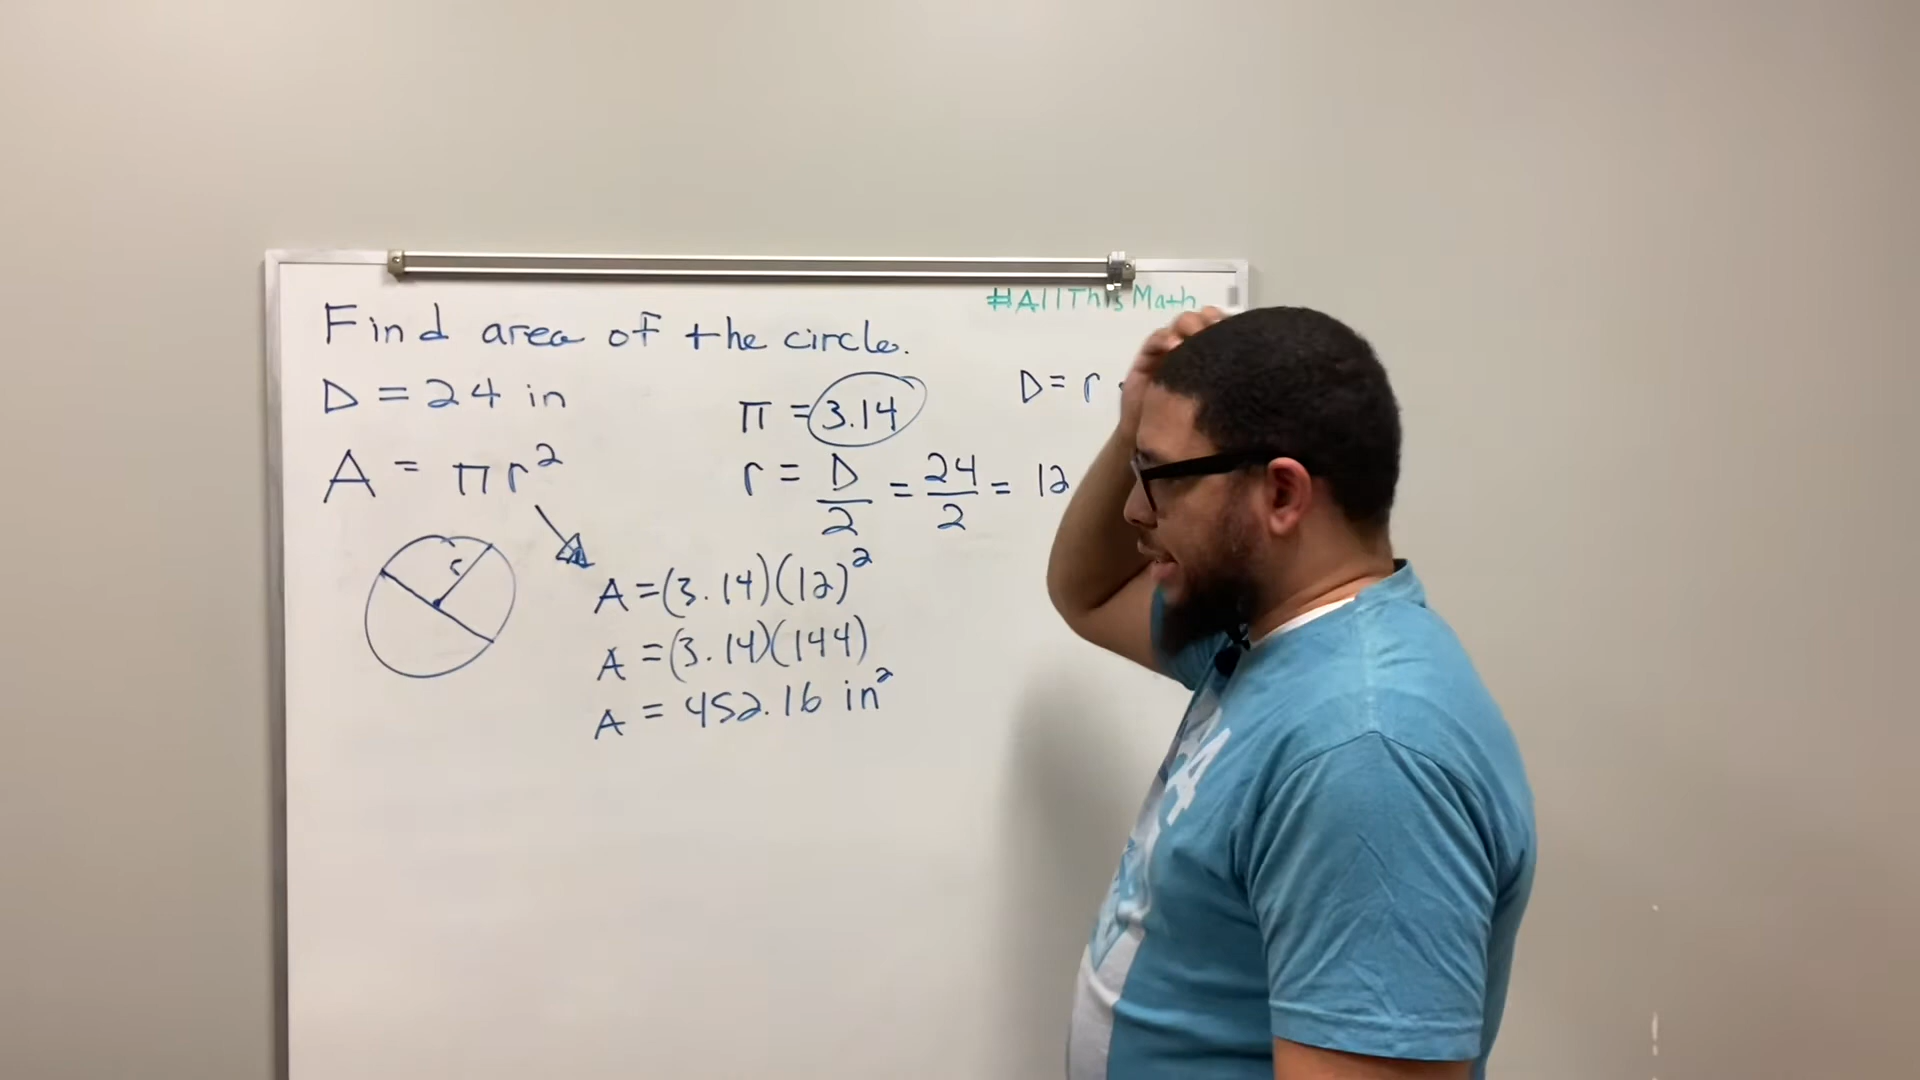 #AllThisMath
Find area of the circle.
D = 24 in
π = 3.14
D = r
A = πr²
r = D/2 = 24/2 = 12
r
A = (3.14)(12)²
A = (3.14)(144)
A = 452.16 in²